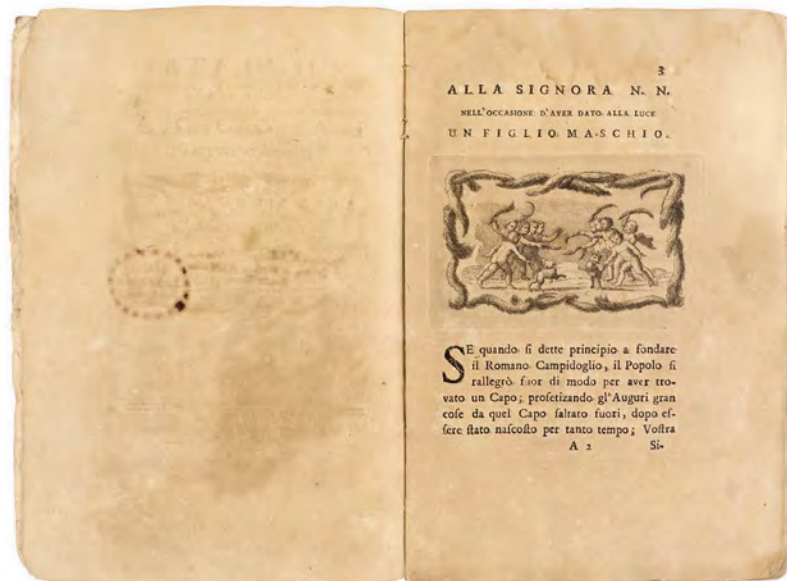 3
ALLA SIGNORA N. N.
NELL'OCCASIONE D'AVER DATO ALLA LUCE
UN FIGLIO MASCHIO.
SE quando ſi dette principio a fondare
il Romano Campidoglio, il Popolo ſi
rallegrò fuor di modo per aver tro-
vato un Capo; profetizando gl'Auguri gran
coſe da quel Capo ſaltato fuori, dopo eſ-
ſere ſtato naſcoſto per tanto tempo; Voſtra
A 2 Si-